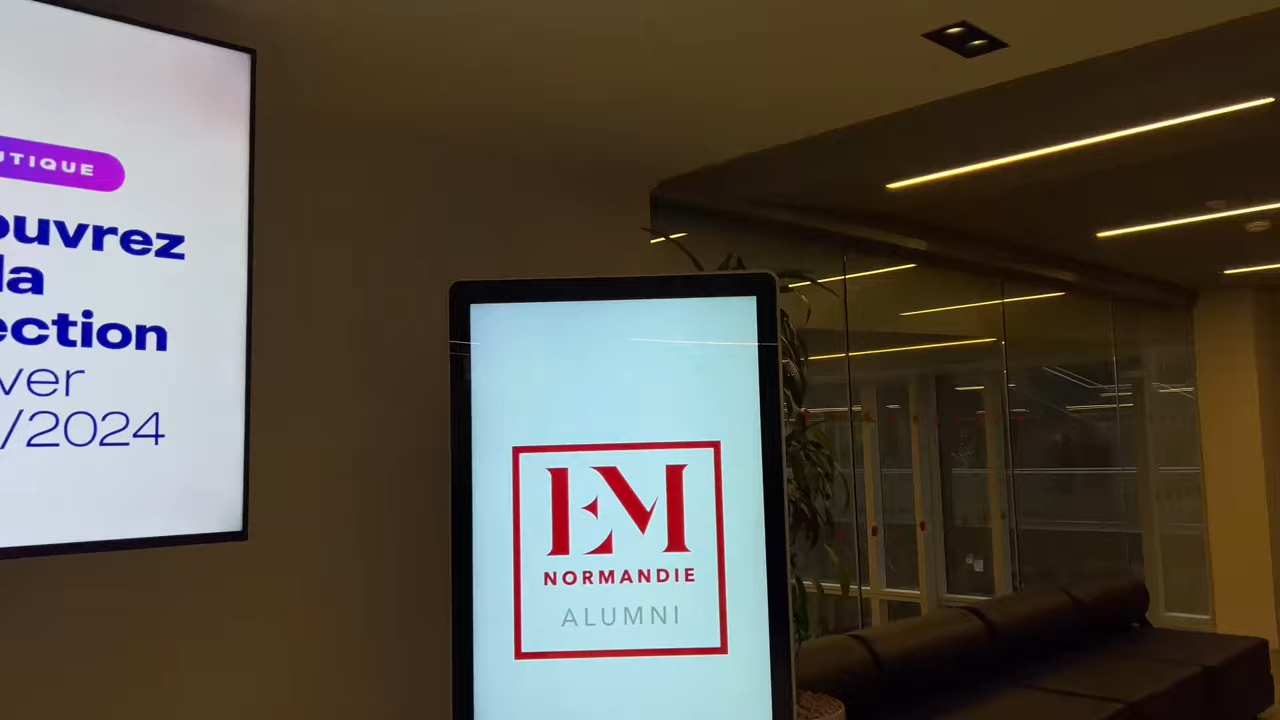 UTIQUE
ouvrez
la
ection
ver
/2024
EM
NORMANDIE
ALUMNI